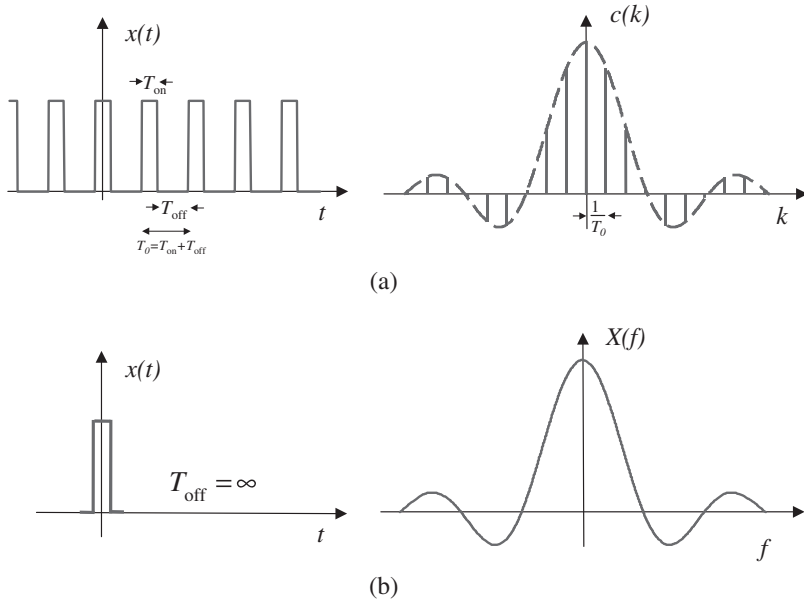 x(t)
T_on
T_off
T_0=T_on+T_off
t
c(k)
1/T_0
k
(a)
x(t)
T_off = ∞
t
X(f)
f
(b)